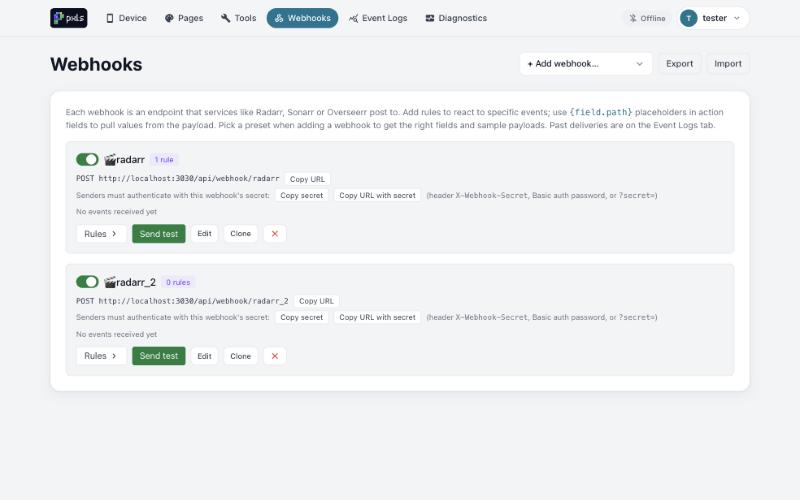 pixls Device Pages Tools Webhooks Event Logs Diagnostics Offline T tester
Webhooks + Add webhook... Export Import
Each webhook is an endpoint that services like Radarr, Sonarr or Overseerr post to. Add rules to react to specific events; use {field.path} placeholders in action
fields to pull values from the payload. Pick a preset when adding a webhook to get the right fields and sample payloads. Past deliveries are on the Event Logs tab.
radarr 1 rule
POST http://localhost:3030/api/webhook/radarr Copy URL
Senders must authenticate with this webhook's secret: Copy secret Copy URL with secret (header X-Webhook-Secret, Basic auth password, or ?secret=)
No events received yet
Rules Send test Edit Clone ✕
radarr_2 0 rules
POST http://localhost:3030/api/webhook/radarr_2 Copy URL
Senders must authenticate with this webhook's secret: Copy secret Copy URL with secret (header X-Webhook-Secret, Basic auth password, or ?secret=)
No events received yet
Rules Send test Edit Clone ✕